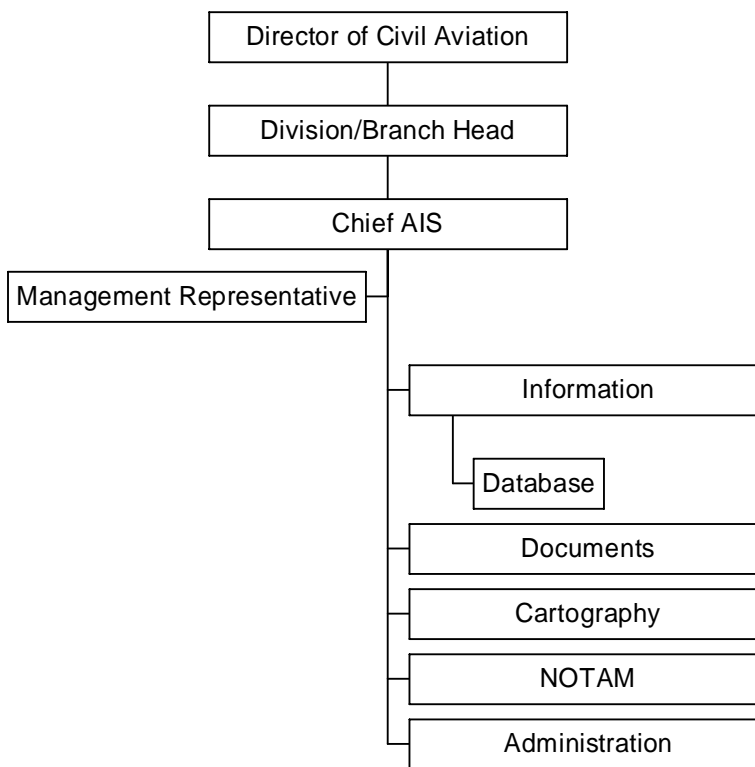 Director of Civil Aviation
Division/Branch Head
Chief AIS
Management Representative
Information
Database
Documents
Cartography
NOTAM
Administration